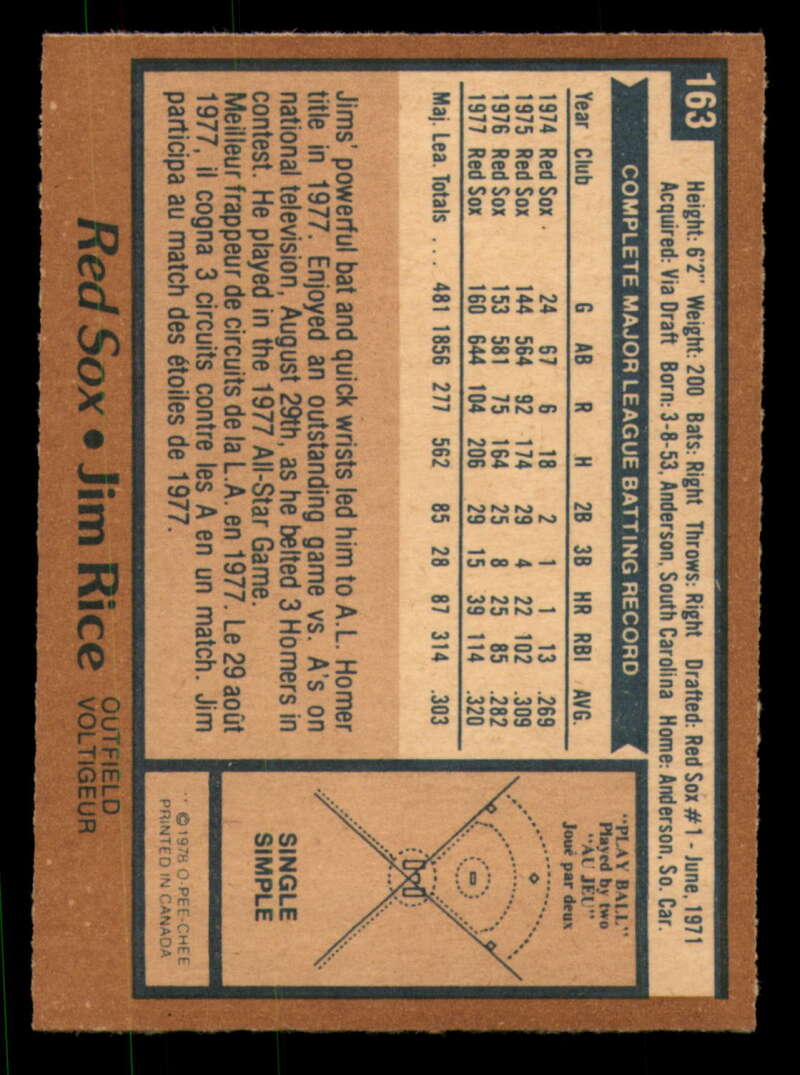 163
Height: 6'2" Weight: 200 Bats: Right Throws: Right Drafted: Red Sox #1 - June, 1971
Acquired: Via Draft Born: 3-8-53, Anderson, South Carolina Home: Anderson, So. Car.
COMPLETE MAJOR LEAGUE BATTING RECORD
Year Club G AB R H 2B 3B HR RBI AVG.
1974 Red Sox 24 67 6 18 2 1 1 13 .269
1975 Red Sox 144 564 92 174 29 4 22 102 .309
1976 Red Sox 153 581 75 164 25 8 25 85 .282
1977 Red Sox 160 644 104 206 29 15 39 114 .320
Maj. Lea. Totals ... 481 1856 277 562 85 28 87 314 .303
Jims' powerful bat and quick wrists led him to A.L. Homer
title in 1977. Enjoyed an outstanding game vs. A's on
national television, August 29th, as he belted 3 Homers in
contest. He played in the 1977 All-Star Game.
Meilleur frappeur de circuits de la L.A. en 1977. Le 29 août
1977, il cogna 3 circuits contre les A en un match. Jim
participa au match des étoiles de 1977.
"PLAY BALL"
Played by two
"AU JEU"
Joué par deux
SINGLE
SIMPLE
© 1978 O-PEE-CHEE
PRINTED IN CANADA
Red Sox • Jim Rice
OUTFIELD
VOLTIGEUR